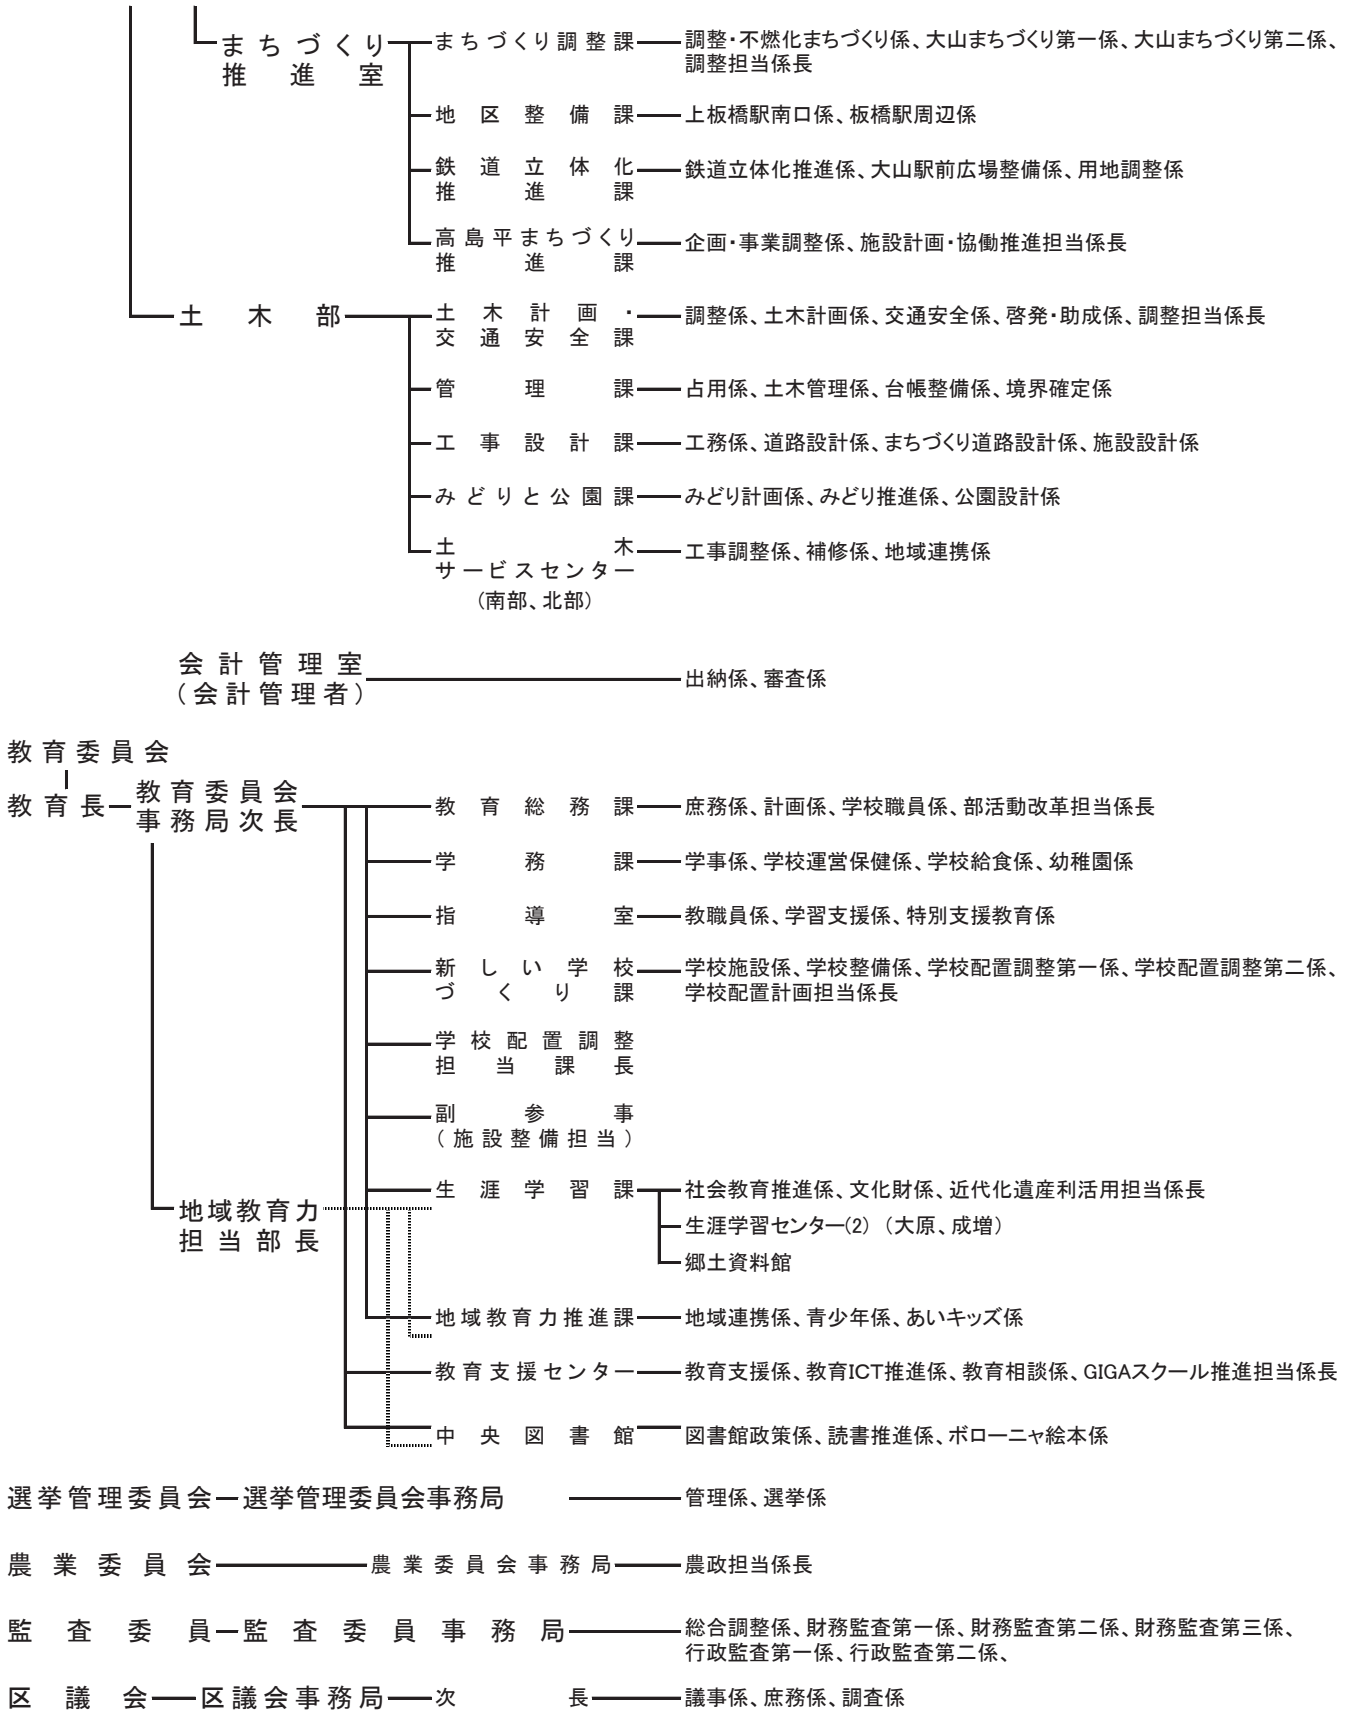 まちづくり
推進室
まちづくり調整課
調整・不燃化まちづくり係、大山まちづくり第一係、大山まちづくり第二係、
調整担当係長
地区整備課
上板橋駅南口係、板橋駅周辺係
鉄道立体化
推進課
鉄道立体化推進係、大山駅前広場整備係、用地調整係
高島平まちづくり
推進課
企画・事業調整係、施設計画・協働推進担当係長
土木部
土木計画・
交通安全課
調整係、土木計画係、交通安全係、啓発・助成係、調整担当係長
管理課
占用係、土木管理係、台帳整備係、境界確定係
工事設計課
工務係、道路設計係、まちづくり道路設計係、施設設計係
みどりと公園課
みどり計画係、みどり推進係、公園設計係
土木
サービスセンター
(南部、北部)
工事調整係、補修係、地域連携係
会計管理室
(会計管理者)
出納係、審査係
教育委員会
教育長
教育委員会
事務局次長
教育総務課
庶務係、計画係、学校職員係、部活動改革担当係長
学務課
学事係、学校運営保健係、学校給食係、幼稚園係
指導室
教職員係、学習支援係、特別支援教育係
新しい学校
づくり課
学校施設係、学校整備係、学校配置調整第一係、学校配置調整第二係、
学校配置計画担当係長
学校配置調整
担当課長
副参事
(施設整備担当)
生涯学習課
社会教育推進係、文化財係、近代化遺産利活用担当係長
生涯学習センター(2)（大原、成増）
郷土資料館
地域教育力
担当部長
地域教育力推進課
地域連携係、青少年係、あいキッズ係
教育支援センター
教育支援係、教育ICT推進係、教育相談係、GIGAスクール推進担当係長
中央図書館
図書館政策係、読書推進係、ボローニャ絵本係
選挙管理委員会
選挙管理委員会事務局
管理係、選挙係
農業委員会
農業委員会事務局
農政担当係長
監査委員
監査委員事務局
総合調整係、財務監査第一係、財務監査第二係、財務監査第三係、
行政監査第一係、行政監査第二係、
区議会
区議会事務局
次長
議事係、庶務係、調査係